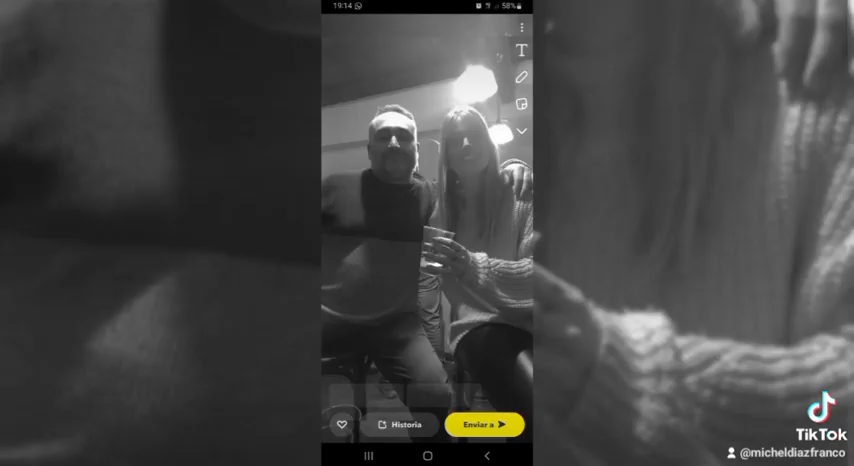 19:14
58%
T
Historia
Enviar a
TikTok
@micheldiazfranco